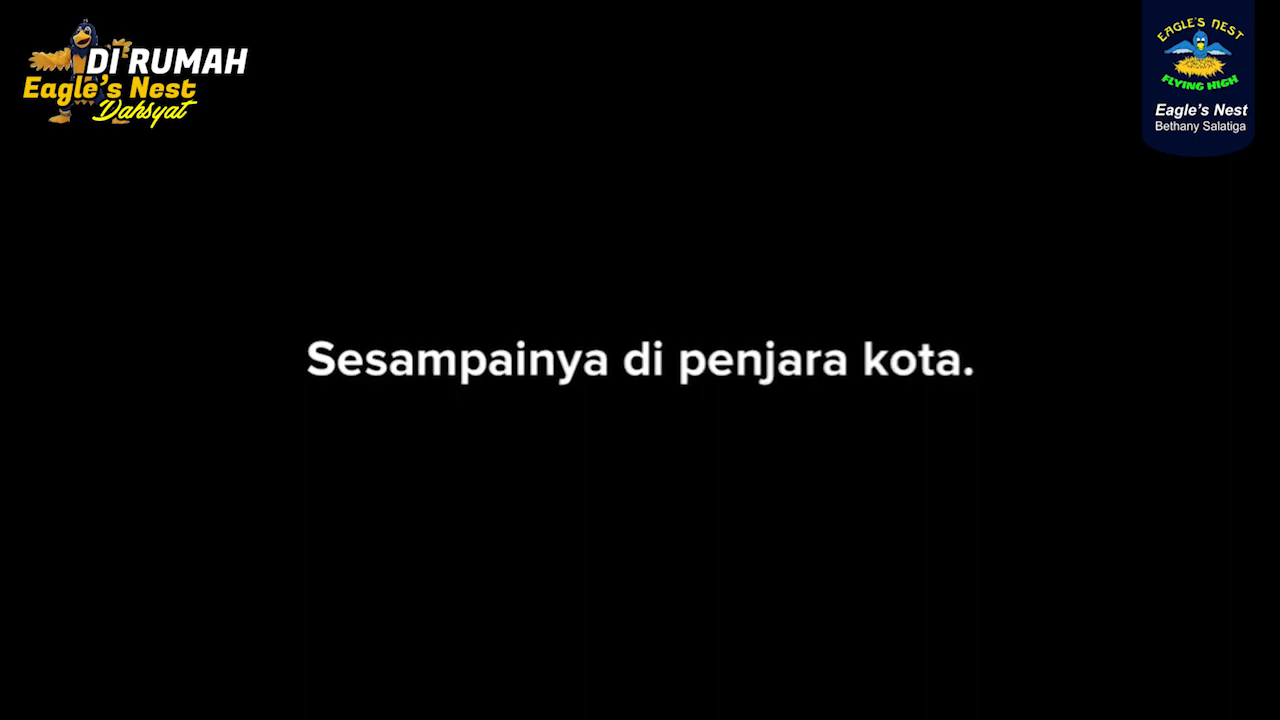 DI RUMAH
Eagle's Nest
Dahsyat
EAGLE'S NEST
FLYING HIGH
Eagle's Nest
Bethany Salatiga
Sesampainya di penjara kota.